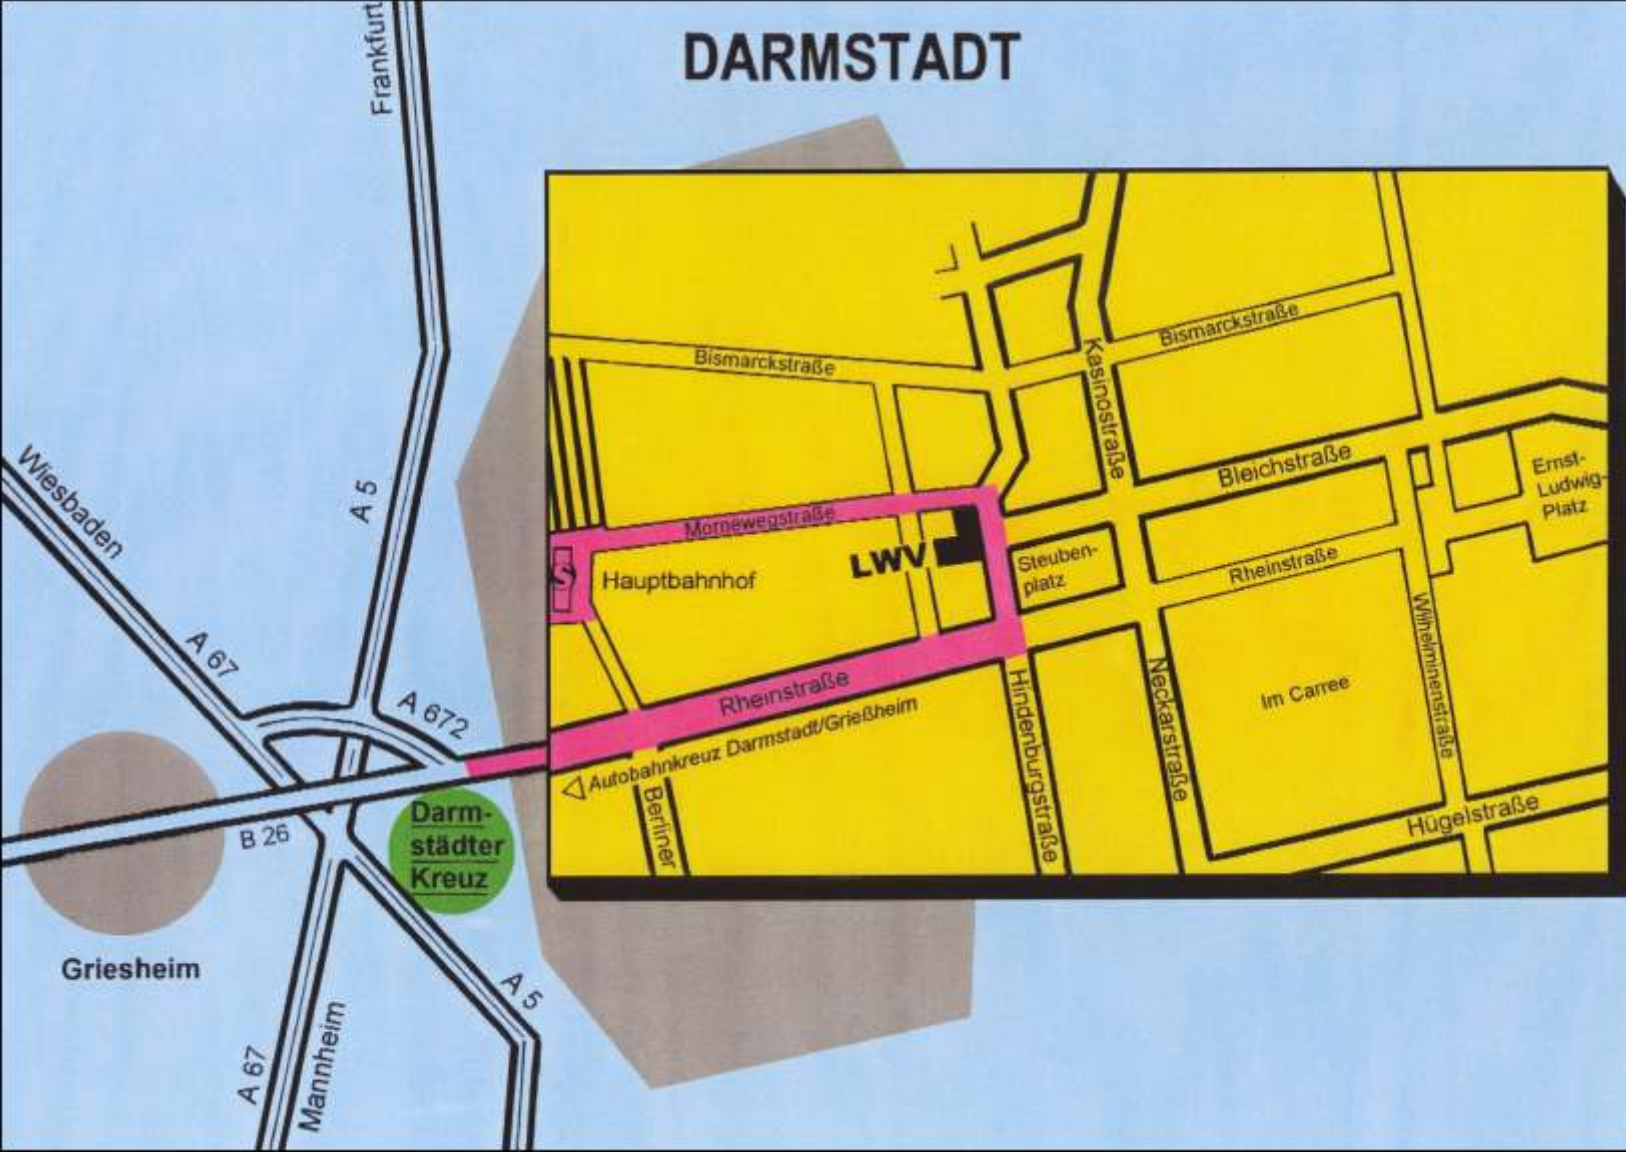 DARMSTADT
Frankfurt
A 5
Wiesbaden
A 67
A 672
B 26
Darm-
städter
Kreuz
Griesheim
A 67
Mannheim
A 5
Bismarckstraße
Bismarckstraße
Kasinostraße
Bleichstraße
Ernst-
Ludwig-
Platz
Mornewegstraße
LWV
Steuben-
platz
S
Hauptbahnhof
Rheinstraße
Rheinstraße
Autobahnkreuz Darmstadt/Grießheim
Berliner
Hindenburgstraße
Neckarstraße
Im Carree
Wilhelminenstraße
Hügelstraße